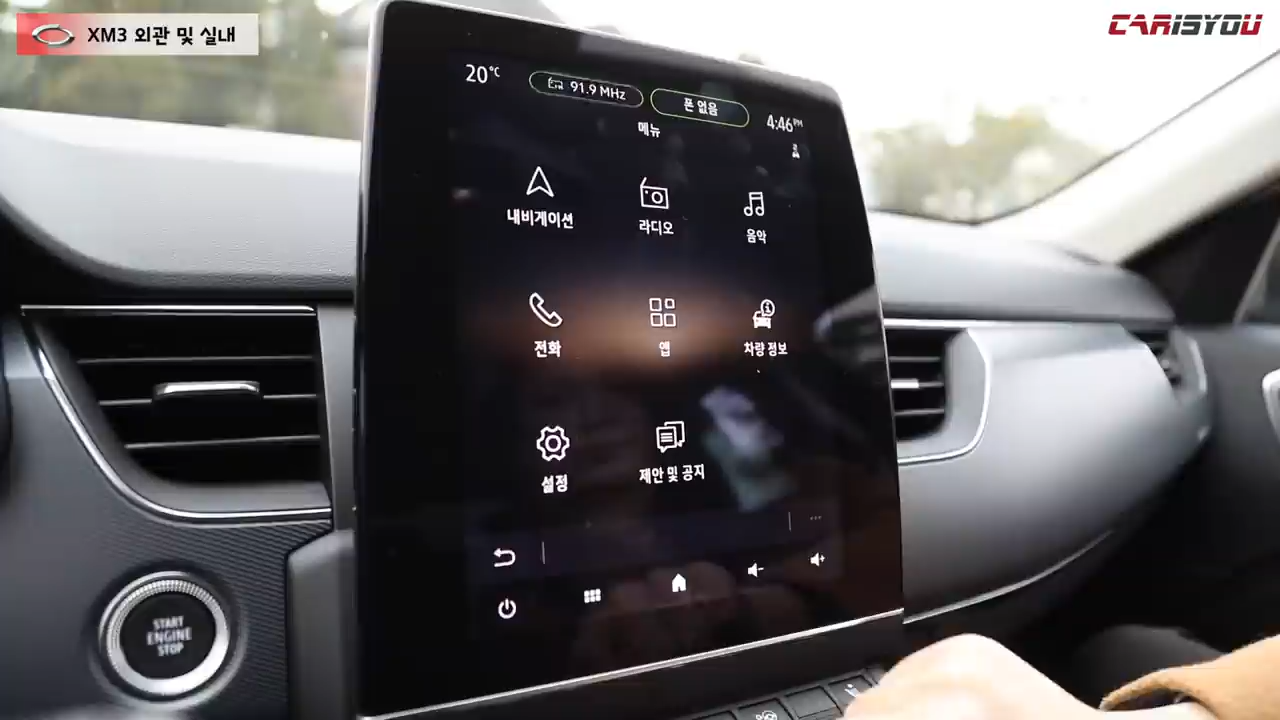 XM3 외관 및 실내
CARISYOU
20°C
91.9 MHz
폰 없음
4:46 PM
메뉴
내비게이션
라디오
음악
전화
앱
차량 정보
설정
제안 및 공지
START
ENGINE
STOP